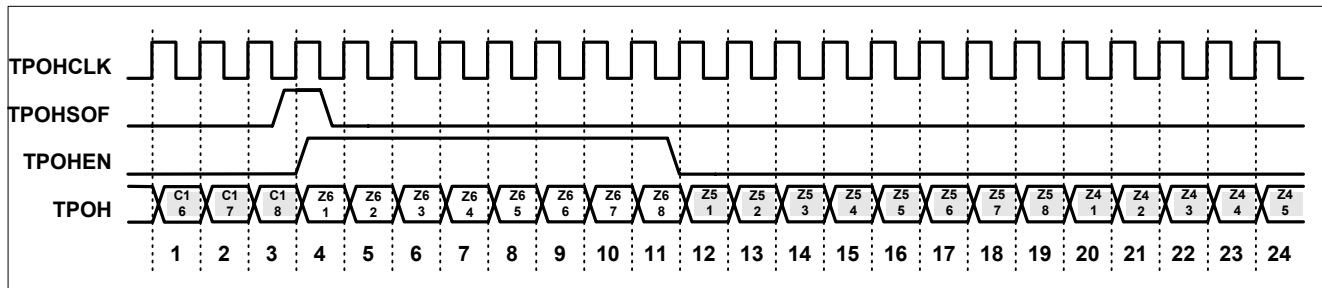 TPOHCLK
TPOHSOF
TPOHEN
TPOH
C1 C1 C1 Z6 Z6 Z6 Z6 Z6 Z6 Z6 Z6 Z5 Z5 Z5 Z5 Z5 Z5 Z5 Z5 Z4 Z4 Z4 Z4 Z4
6 7 8 1 2 3 4 5 6 7 8 1 2 3 4 5 6 7 8 1 2 3 4 5
1 2 3 4 5 6 7 8 9 10 11 12 13 14 15 16 17 18 19 20 21 22 23 24